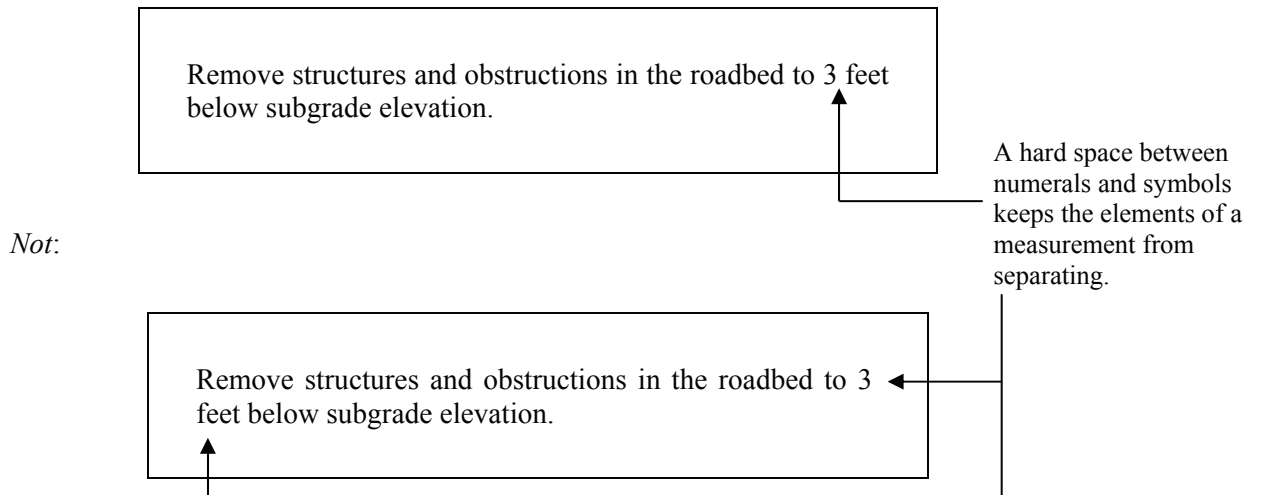 Remove structures and obstructions in the roadbed to 3 feet
below subgrade elevation.
A hard space between
numerals and symbols
keeps the elements of a
measurement from
separating.
Not:
Remove structures and obstructions in the roadbed to 3
feet below subgrade elevation.